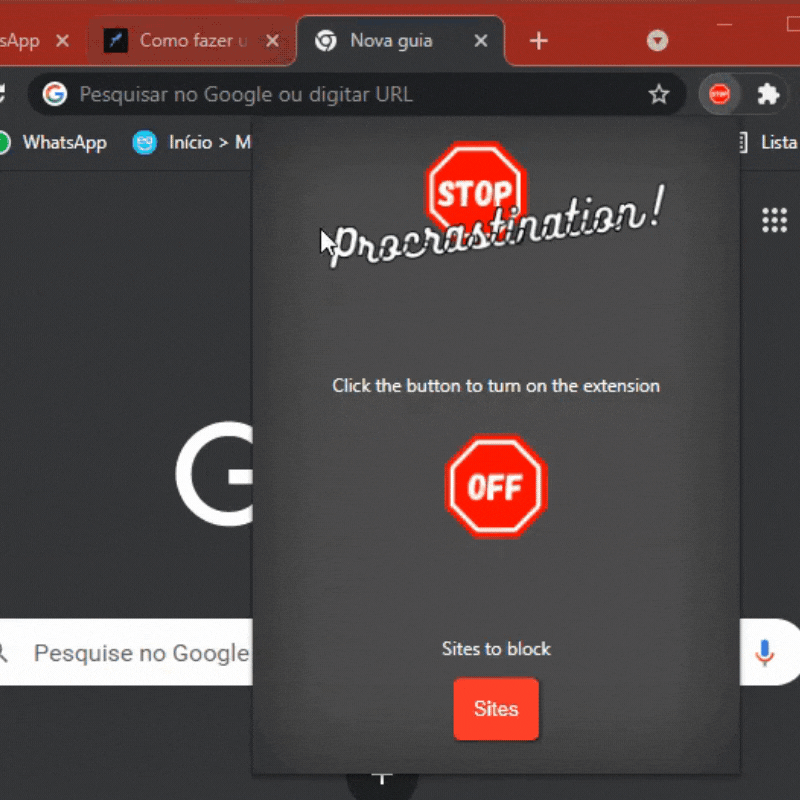 sApp
Como fazer u
Nova guia
Pesquisar no Google ou digitar URL
STOP
WhatsApp
Início > M
Lista
STOP
Procrastination!
Click the button to turn on the extension
G
OFF
Sites to block
Pesquise no Google
Sites